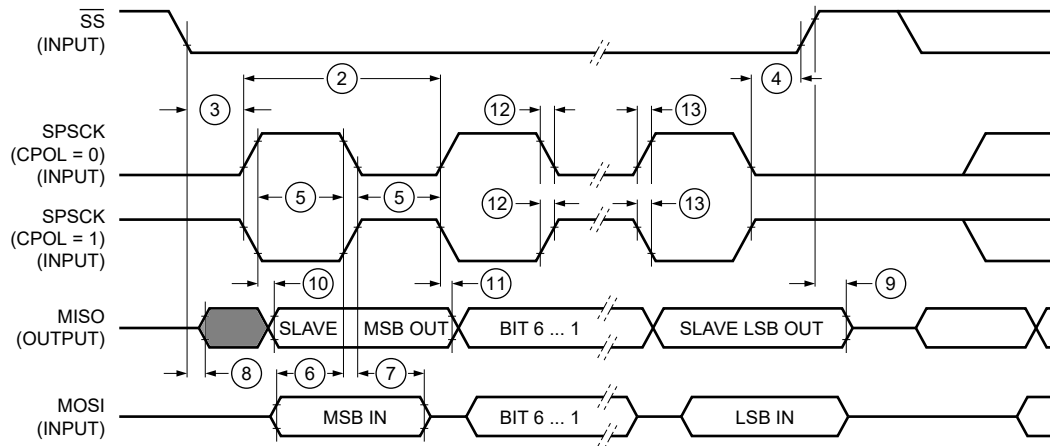 SS
(INPUT)
2
3
4
12
13
SPSCK
(CPOL = 0)
(INPUT)
5
5
12
13
SPSCK
(CPOL = 1)
(INPUT)
10
11
9
MISO
(OUTPUT)
SLAVE
MSB OUT
BIT 6 ... 1
SLAVE LSB OUT
8
6
7
MOSI
(INPUT)
MSB IN
BIT 6 ... 1
LSB IN